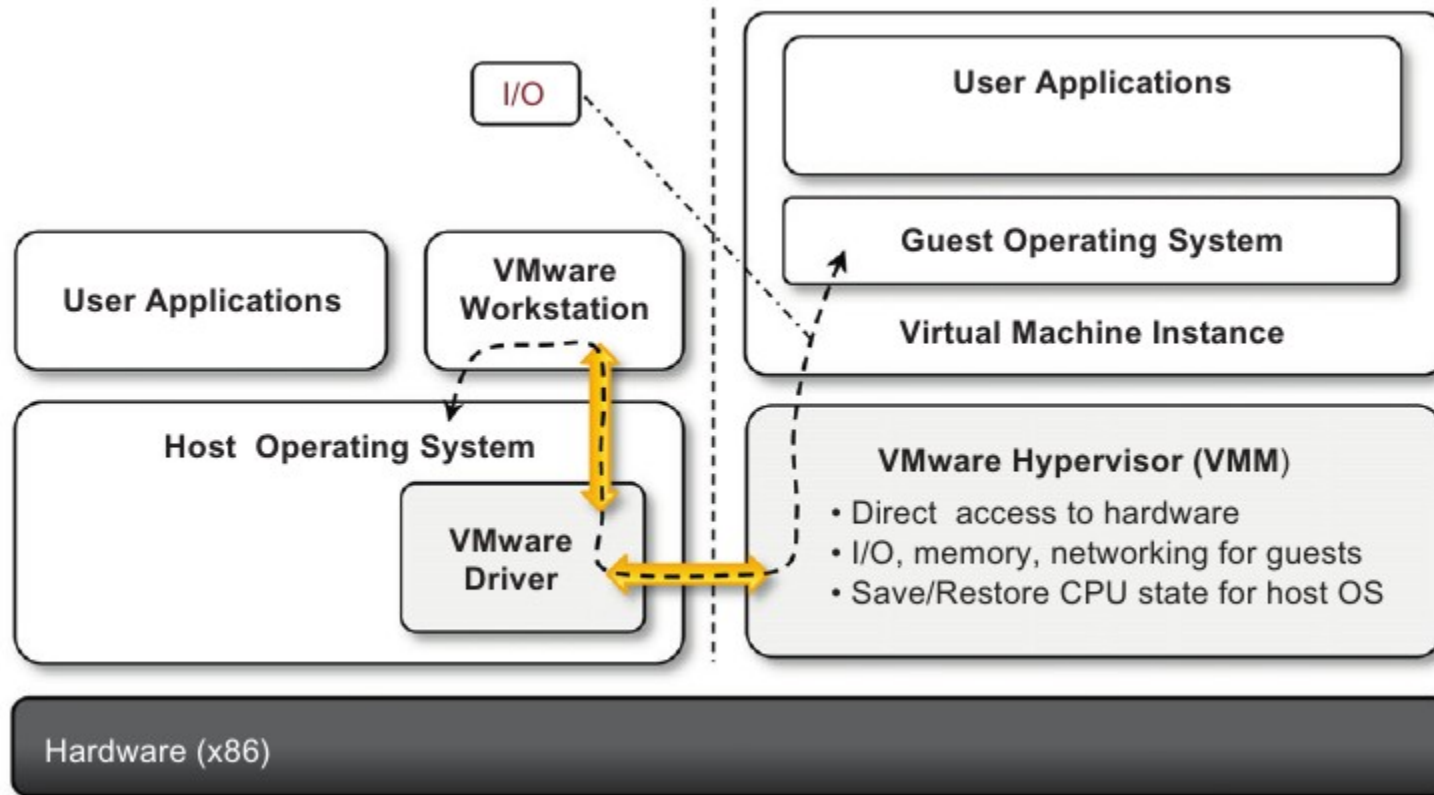 I/O
User Applications
Guest Operating System
Virtual Machine Instance
User Applications
VMware
Workstation
Host Operating System
VMware
Driver
VMware Hypervisor (VMM)
• Direct access to hardware
• I/O, memory, networking for guests
• Save/Restore CPU state for host OS
Hardware (x86)